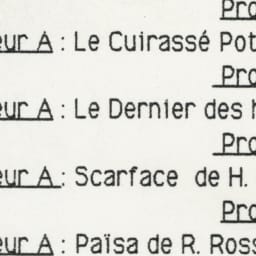 Pro
eur A : Le Cuirassé Pot
Pro
eur A : Le Dernier des
Pro
eur A : Scarface de H.
Pro
eur A : Païsa de R. Ross